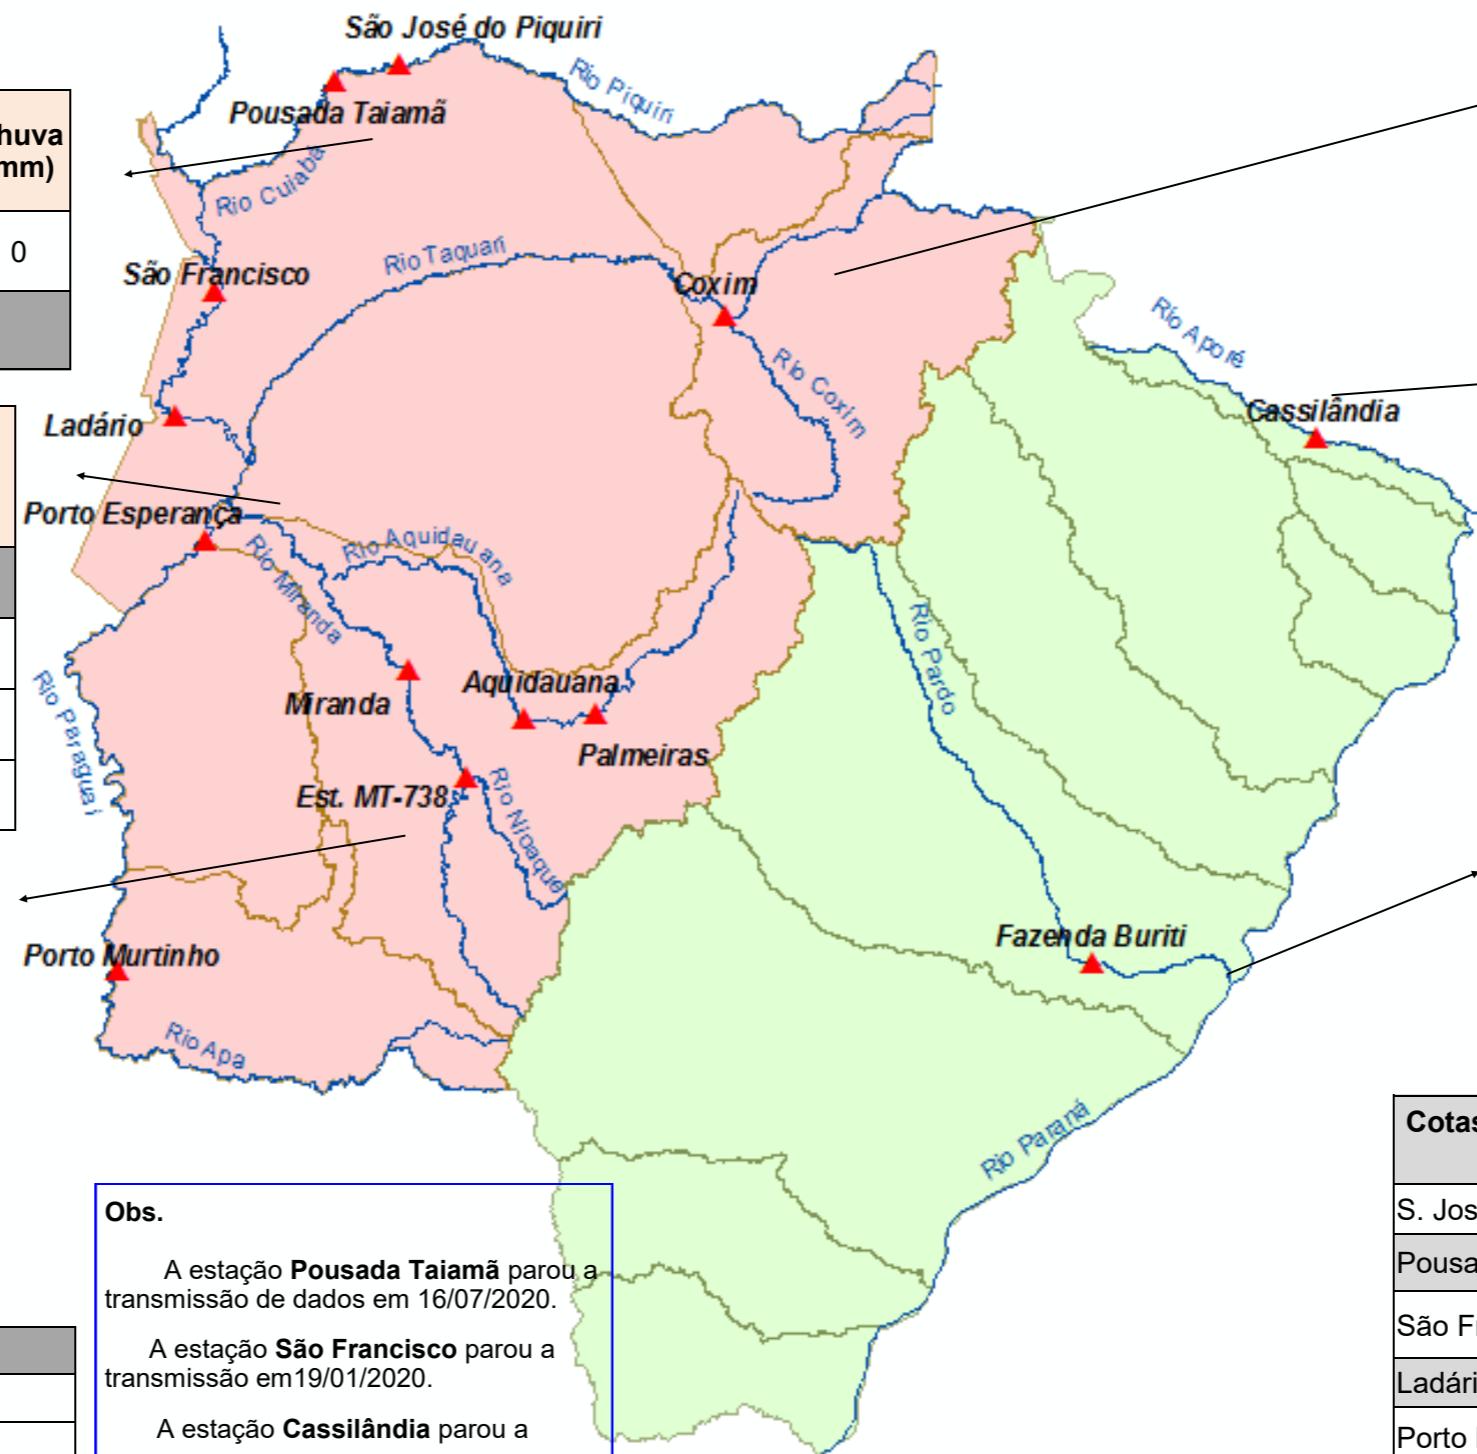 São José do Piquiri
Rio Piquiri
Pousada Taiamã
huva
mm)
Rio Cuiabá
0
Rio Taquari
São Francisco
Coxim
Rio Aporé
Rio Coxim
Cassilândia
Ladário
Porto Esperança
Rio Aquidauana
Rio Miranda
Rio Pardo
Rio Paraguai
Miranda
Aquidauana
Palmeiras
Est. MT-738
Rio Nioaque
Porto Murtinho
Fazenda Buriti
Rio Apa
Rio Paraná
Cotas
S. Jos
Pousa
São Fr
Ladári
Porto
Obs.
A estação Pousada Taiamã parou a
transmissão de dados em 16/07/2020.
A estação São Francisco parou a
transmissão em19/01/2020.
A estação Cassilândia parou a